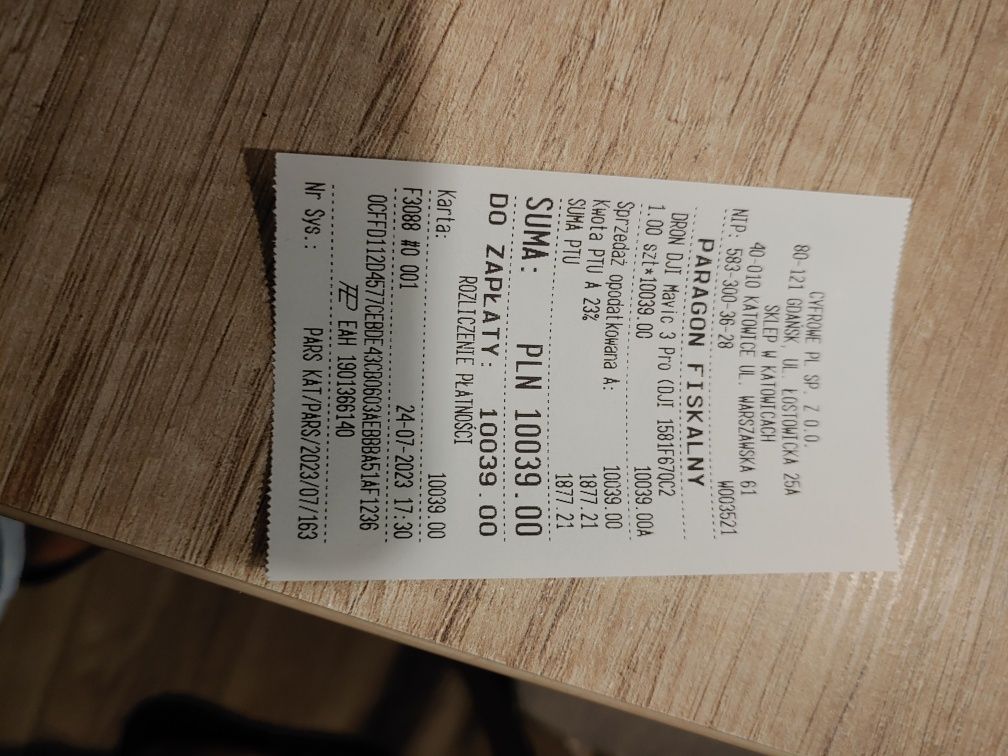 CYFROWE PL SP. Z O.O.
80-121 GDAŃSK UL. ŁOSTOWICKA 25A
SKLEP W KATOWICACH
40-010 KATOWICE UL. WARSZAWSKA 61
NIP: 583-300-36-28 W003521
PARAGON FISKALNY
DRON DJI Mavic 3 Pro (DJI 1581F67QC2
1.00 szt*10039.00 10039.00A
Sprzedaż opodatkowana A: 10039.00
Kwota PTU A 23% 1877.21
SUMA PTU 1877.21
SUMA: PLN 10039.00
DO ZAPŁATY: 10039.00
ROZLICZENIE PŁATNOŚCI
Karta: 10039.00
F3088 #0 001 24-07-2023 17:30
0CFFD112D4577CEBDE43CB0603AEBBBA51AF1236
EAH 1901366140
Nr Sys.: PARS KAT/PARS/2023/07/163